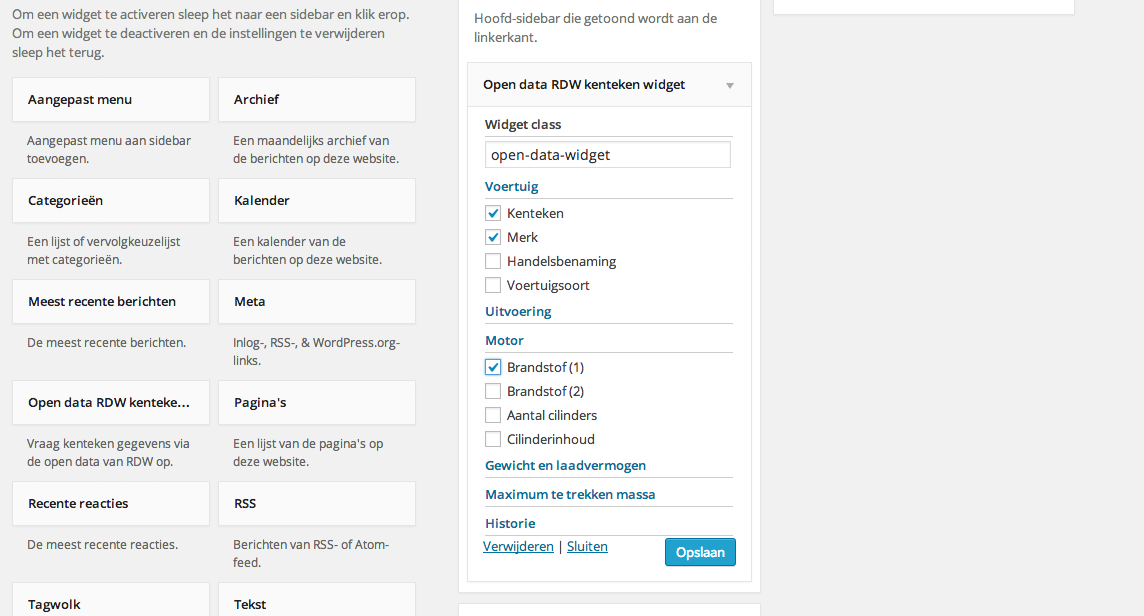 Om een widget te activeren sleep het naar een sidebar en klik erop.
Om een widget te deactiveren en de instellingen te verwijderen
sleep het terug.
Aangepast menu
Archief
Aangepast menu aan sidebar
toevoegen.
Een maandelijks archief van
de berichten op deze website.
Categorieën
Kalender
Een lijst of vervolgkeuzelijst
met categorieën.
Een kalender van de
berichten op deze website.
Meest recente berichten
Meta
De meest recente berichten.
Inlog-, RSS-, & WordPress.org-
links.
Open data RDW kenteke...
Pagina's
Vraag kenteken gegevens via
de open data van RDW op.
Een lijst van de pagina's op
deze website.
Recente reacties
RSS
De meest recente reacties.
Berichten van RSS- of Atom-
feed.
Tagwolk
Tekst
Hoofd-sidebar die getoond wordt aan de
linkerkant.
Open data RDW kenteken widget
Widget class
open-data-widget
Voertuig
Kenteken
Merk
Handelsbenaming
Voertuigsoort
Uitvoering
Motor
Brandstof (1)
Brandstof (2)
Aantal cilinders
Cilinderinhoud
Gewicht en laadvermogen
Maximum te trekken massa
Historie
Verwijderen | Sluiten
Opslaan